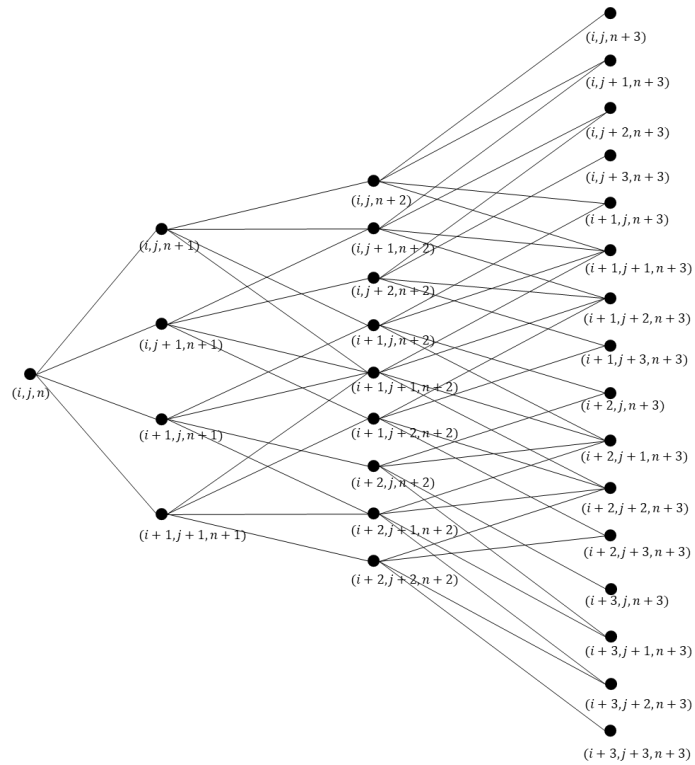 (i, j, n)
(i, j, n + 1)
(i, j + 1, n + 1)
(i + 1, j, n + 1)
(i + 1, j + 1, n + 1)
(i, j, n + 2)
(i, j + 1, n + 2)
(i, j + 2, n + 2)
(i + 1, j, n + 2)
(i + 1, j + 1, n + 2)
(i + 1, j + 2, n + 2)
(i + 2, j, n + 2)
(i + 2, j + 1, n + 2)
(i + 2, j + 2, n + 2)
(i, j, n + 3)
(i, j + 1, n + 3)
(i, j + 2, n + 3)
(i, j + 3, n + 3)
(i + 1, j, n + 3)
(i + 1, j + 1, n + 3)
(i + 1, j + 2, n + 3)
(i + 1, j + 3, n + 3)
(i + 2, j, n + 3)
(i + 2, j + 1, n + 3)
(i + 2, j + 2, n + 3)
(i + 2, j + 3, n + 3)
(i + 3, j, n + 3)
(i + 3, j + 1, n + 3)
(i + 3, j + 2, n + 3)
(i + 3, j + 3, n + 3)